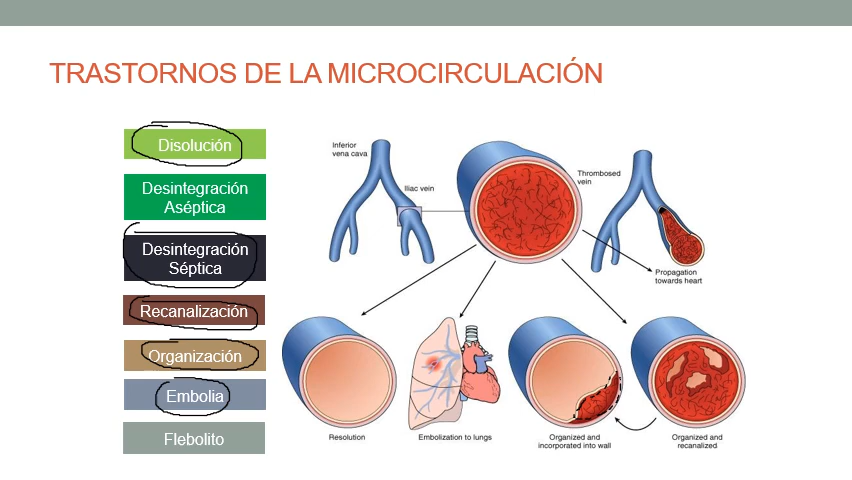 TRASTORNOS DE LA MICROCIRCULACIÓN
Disolución
Desintegración
Aséptica
Desintegración
Séptica
Recanalización
Organización
Embolia
Flebolito
Inferior
vena cava
Iliac vein
Thrombosed
vein
Propagation
towards heart
Resolution
Embolization to lungs
Organized and
incorporated into wall
Organized and
recanalized